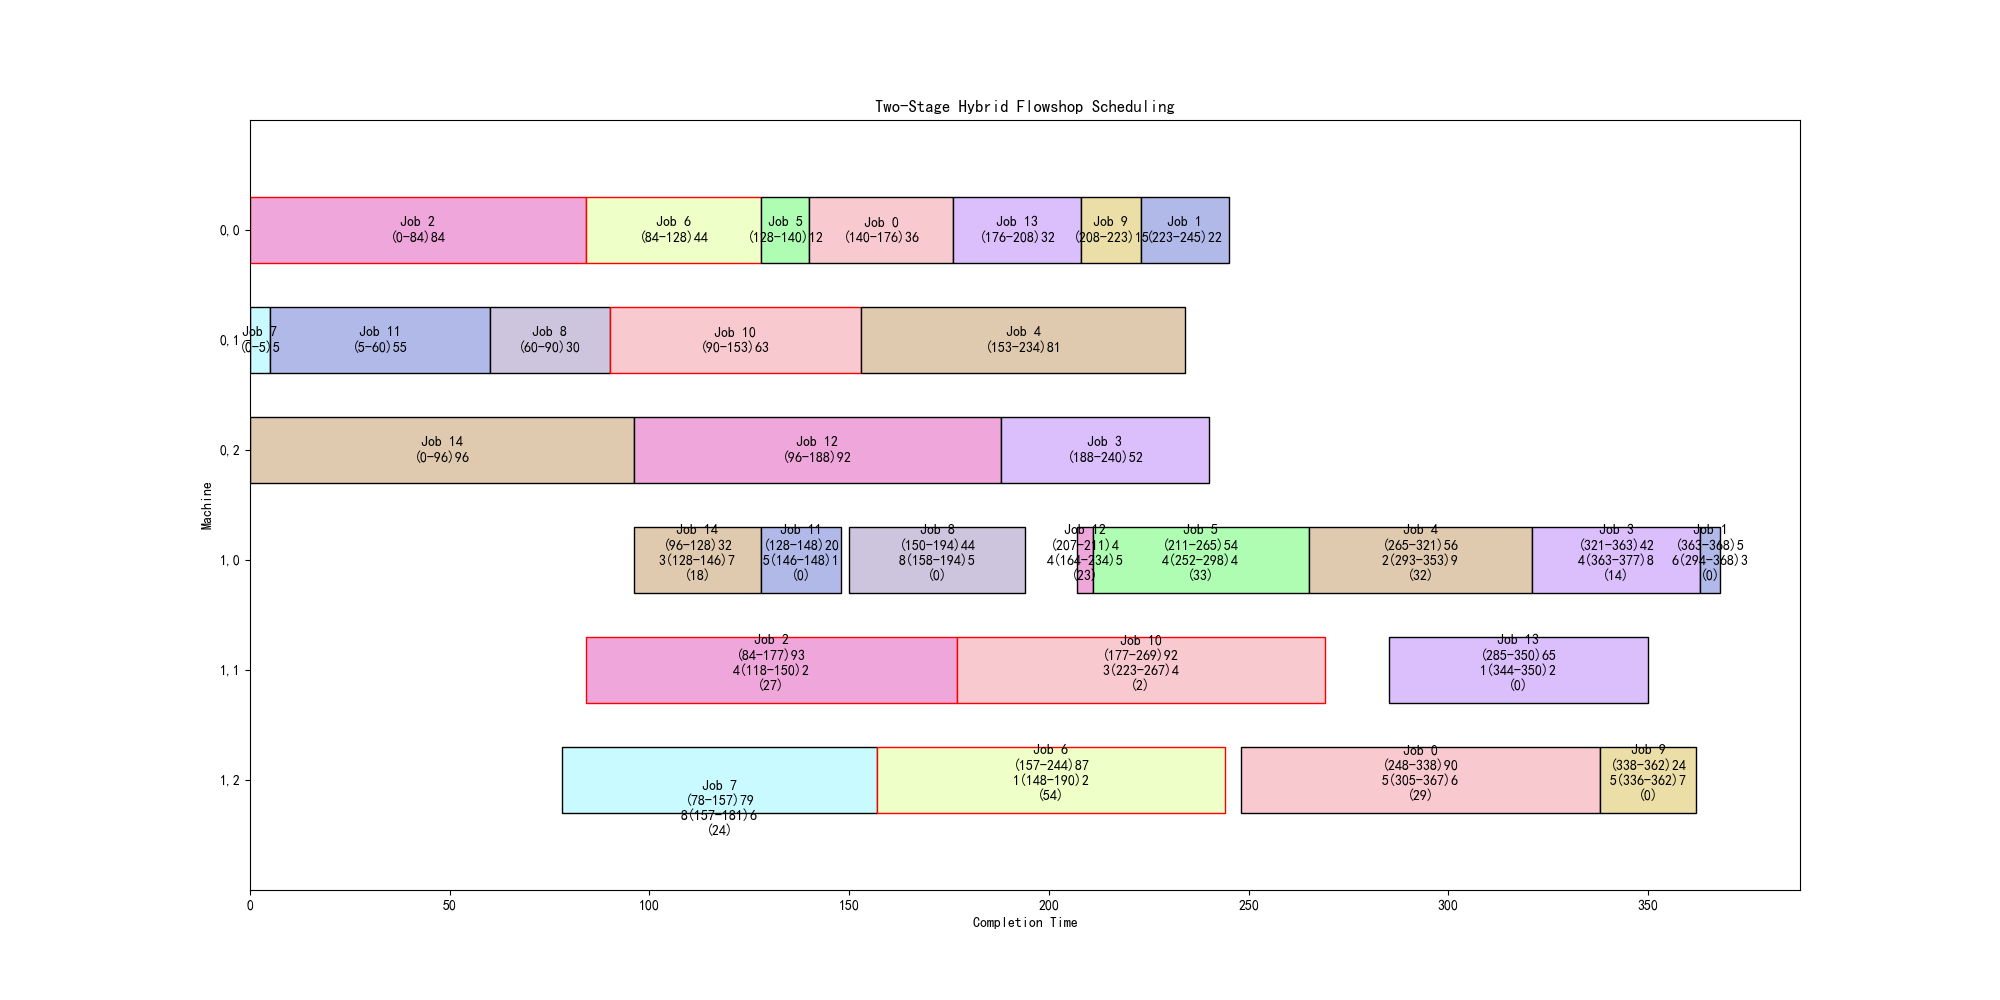 Two-Stage Hybrid Flowshop Scheduling
Machine
0,0
Job 2
(0-84)84
Job 6
(84-128)44
Job 5
(128-140)12
Job 0
(140-176)36
Job 13
(176-208)32
Job 9
(208-223)15
Job 1
(223-245)22
0,1
Job 7
(0-5)5
Job 11
(5-60)55
Job 8
(60-90)30
Job 10
(90-153)63
Job 4
(153-234)81
0,2
Job 14
(0-96)96
Job 12
(96-188)92
Job 3
(188-240)52
1,0
Job 14
(96-128)32
3(128-146)7
(18)
Job 11
(128-148)20
5(146-148)1
(0)
Job 8
(150-194)44
8(158-194)5
(0)
Job 12
(207-211)4
4(164-234)5
(23)
Job 5
(211-265)54
4(252-298)4
(33)
Job 4
(265-321)56
2(293-353)9
(32)
Job 3
(321-363)42
4(363-377)8
(14)
Job 1
(363-368)5
6(294-368)3
(0)
1,1
Job 2
(84-177)93
4(118-150)2
(27)
Job 10
(177-269)92
3(223-267)4
(2)
Job 13
(285-350)65
1(344-350)2
(0)
1,2
Job 7
(78-157)79
8(157-181)6
(24)
Job 6
(157-244)87
1(148-190)2
(54)
Job 0
(248-338)90
5(305-367)6
(29)
Job 9
(338-362)24
5(336-362)7
(0)
0 50 100 150 200 250 300 350
Completion Time